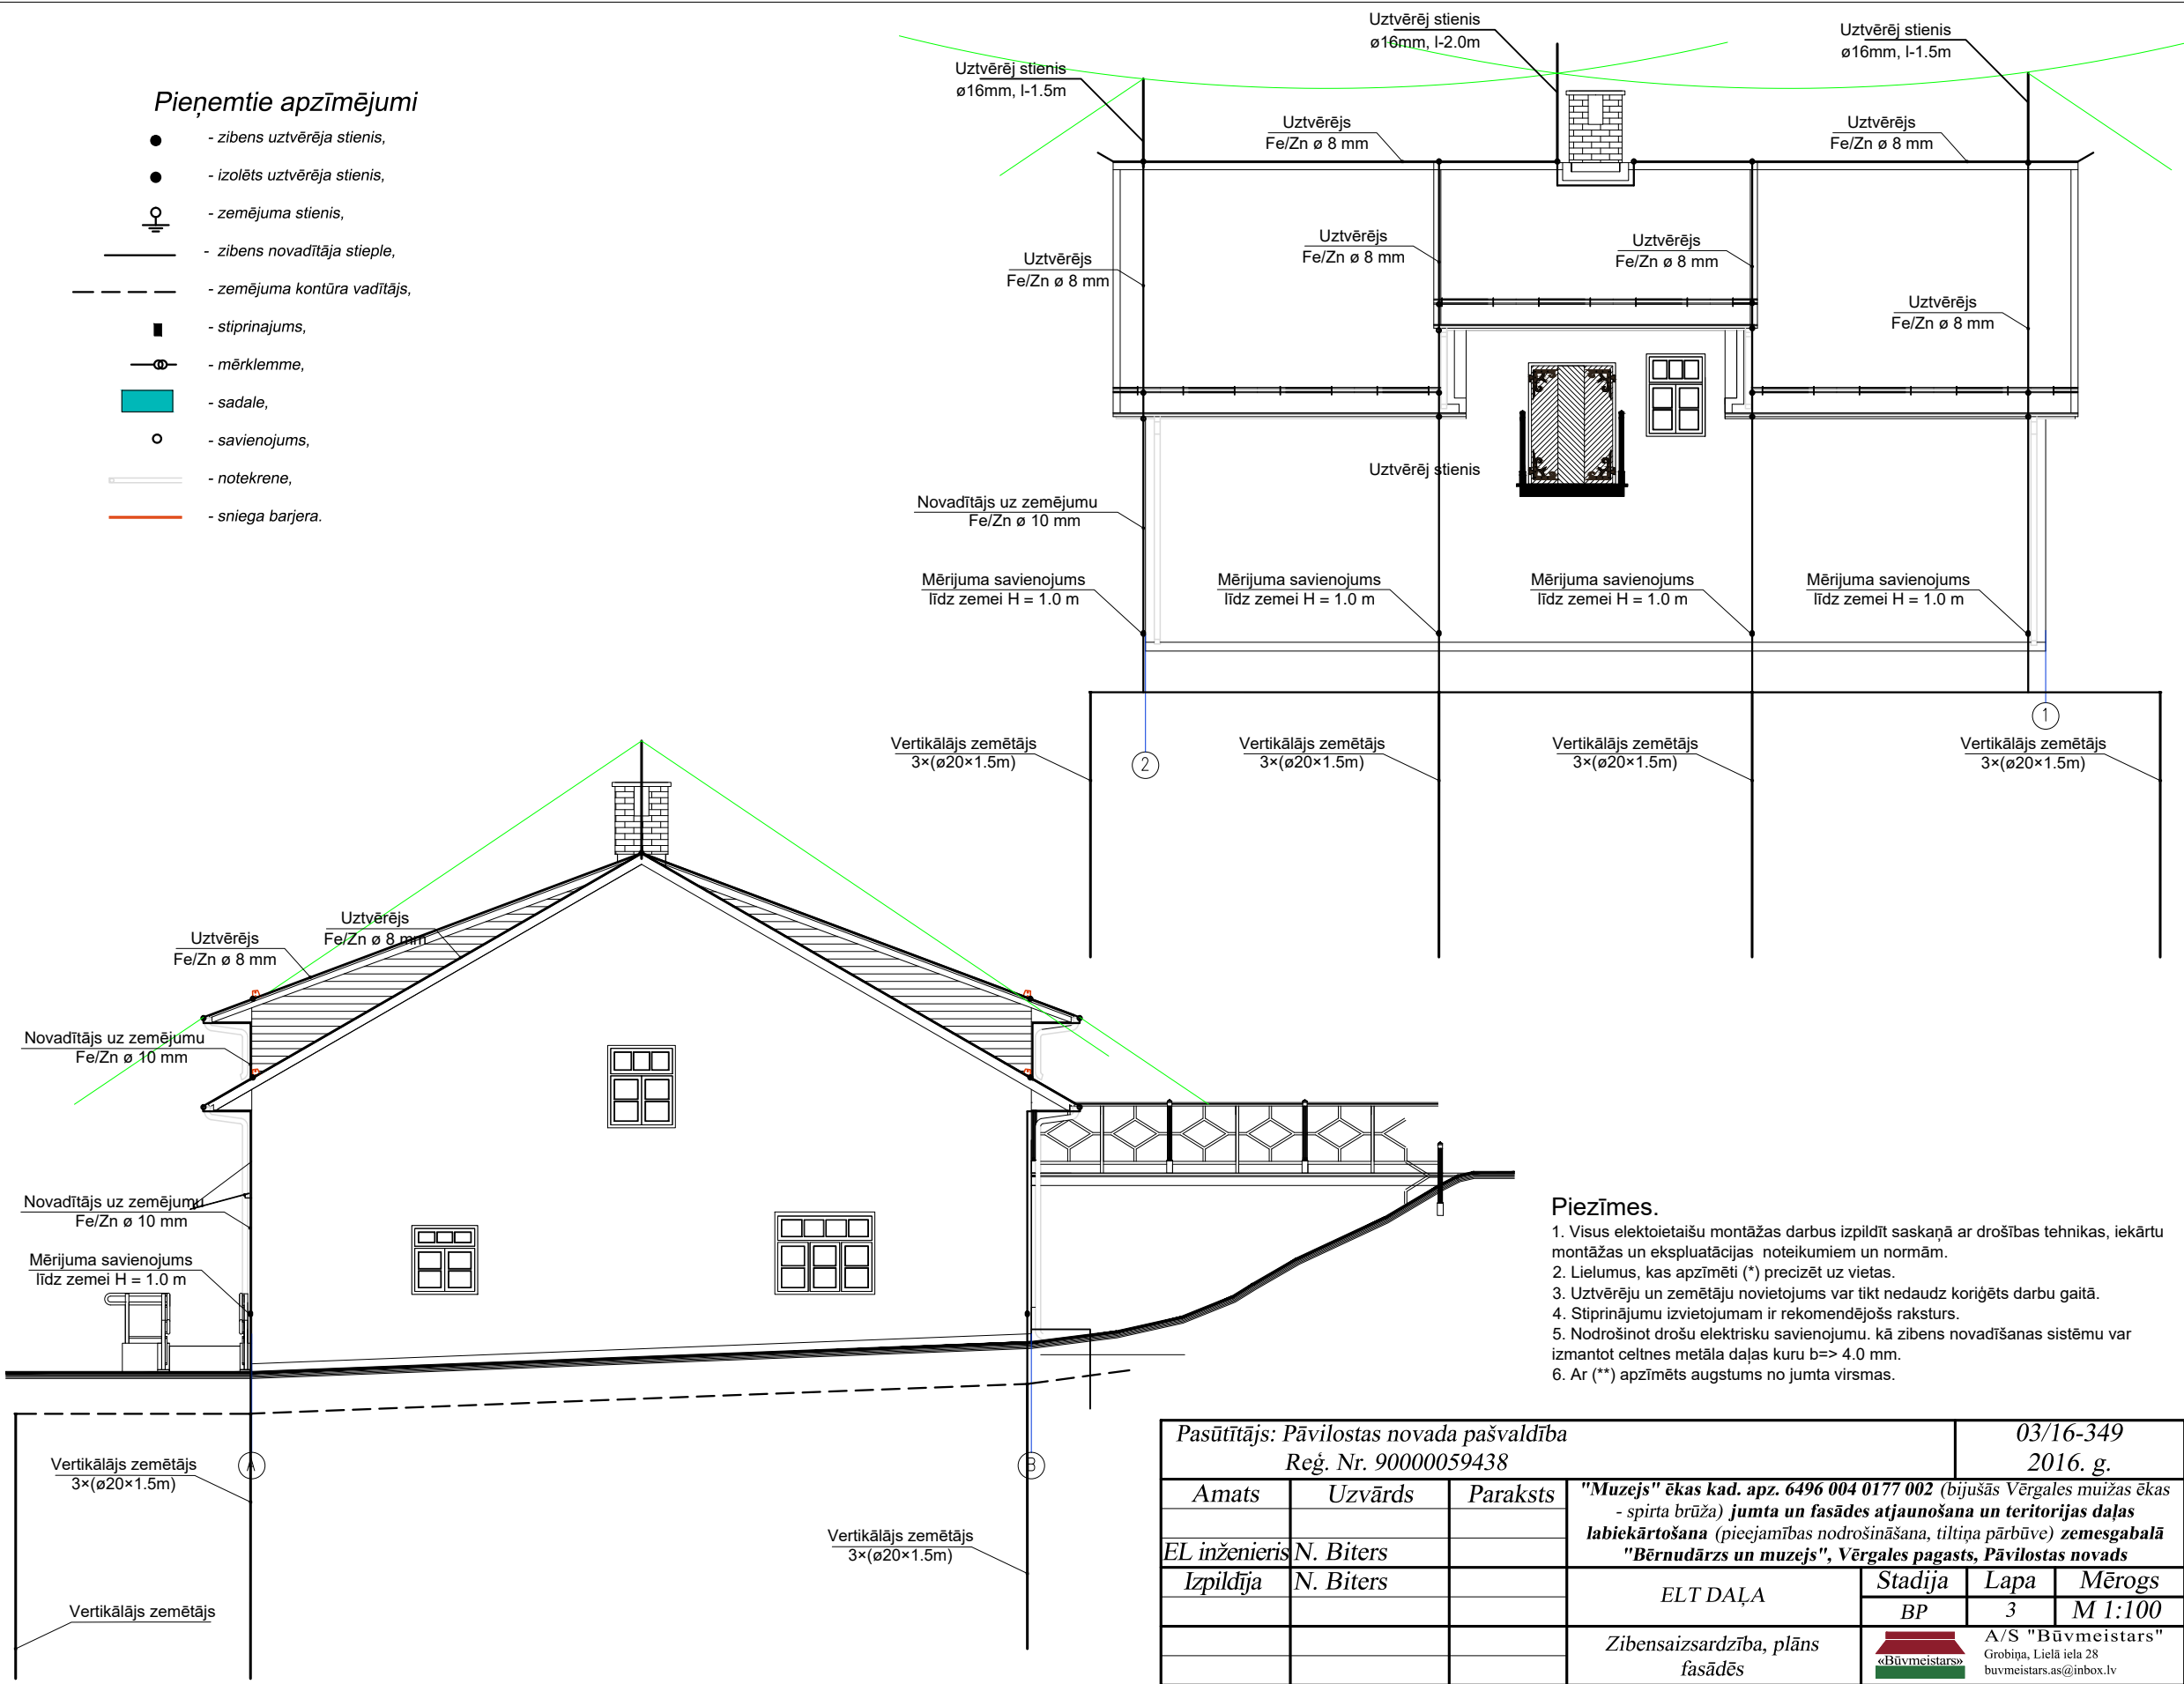 Pieņemtie apzīmējumi
- zibens uztvērēja stienis,
- izolēts uztvērēja stienis,
- zemējuma stienis,
- zibens novadītāja stieple,
- zemējuma kontūra vadītājs,
- stiprinajums,
- mērklemme,
- sadale,
- savienojums,
- notekrene,
- sniega barjera.
Uztvērēj stienis
ø16mm, l-1.5m
Uztvērēj stienis
ø16mm, l-2.0m
Uztvērēj stienis
ø16mm, l-1.5m
Uztvērējs
Fe/Zn ø 8 mm
Uztvērējs
Fe/Zn ø 8 mm
Uztvērējs
Fe/Zn ø 8 mm
Uztvērējs
Fe/Zn ø 8 mm
Uztvērējs
Fe/Zn ø 8 mm
Uztvērējs
Fe/Zn ø 8 mm
Uztvērēj stienis
Novadītājs uz zemējumu
Fe/Zn ø 10 mm
Mērijuma savienojums
līdz zemei H = 1.0 m
Mērijuma savienojums
līdz zemei H = 1.0 m
Mērijuma savienojums
līdz zemei H = 1.0 m
Mērijuma savienojums
līdz zemei H = 1.0 m
Vertikālājs zemētājs
3×(ø20×1.5m)
2
Vertikālājs zemētājs
3×(ø20×1.5m)
Vertikālājs zemētājs
3×(ø20×1.5m)
1
Vertikālājs zemētājs
3×(ø20×1.5m)
Uztvērējs
Fe/Zn ø 8 mm
Uztvērējs
Fe/Zn ø 8 mm
Novadītājs uz zemējumu
Fe/Zn ø 10 mm
Novadītājs uz zemējumu
Fe/Zn ø 10 mm
Mērijuma savienojums
līdz zemei H = 1.0 m
A
B
Vertikālājs zemētājs
3×(ø20×1.5m)
Vertikālājs zemētājs
3×(ø20×1.5m)
Vertikālājs zemētājs
Piezīmes.
1. Visus elektoietaišu montāžas darbus izpildīt saskaņā ar drošības tehnikas, iekārtu
montāžas un ekspluatācijas noteikumiem un normām.
2. Lielumus, kas apzīmēti (*) precizēt uz vietas.
3. Uztvērēju un zemētāju novietojums var tikt nedaudz koriģēts darbu gaitā.
4. Stiprinājumu izvietojumam ir rekomendējošs raksturs.
5. Nodrošinot drošu elektrisku savienojumu. kā zibens novadīšanas sistēmu var
izmantot celtnes metāla daļas kuru b=> 4.0 mm.
6. Ar (**) apzīmēts augstums no jumta virsmas.
Pasūtītājs: Pāvilostas novada pašvaldība
Reģ. Nr. 90000059438
03/16-349
2016. g.
Amats Uzvārds Paraksts
"Muzejs" ēkas kad. apz. 6496 004 0177 002 (bijušās Vērgales muižas ēkas
- spirta brūža) jumta un fasādes atjaunošana un teritorijas daļas
labiekārtošana (pieejamības nodrošināšana, tiltiņa pārbūve) zemesgabalā
"Bērnudārzs un muzejs", Vērgales pagasts, Pāvilostas novads
EL inženieris N. Biters
Izpildīja N. Biters
ELT DAĻA
Stadija Lapa Mērogs
BP 3 M 1:100
Zibensaizsardzība, plāns
fasādēs
«Būvmeistars»
A/S "Būvmeistars"
Grobiņa, Lielā iela 28
buvmeistars.as@inbox.lv